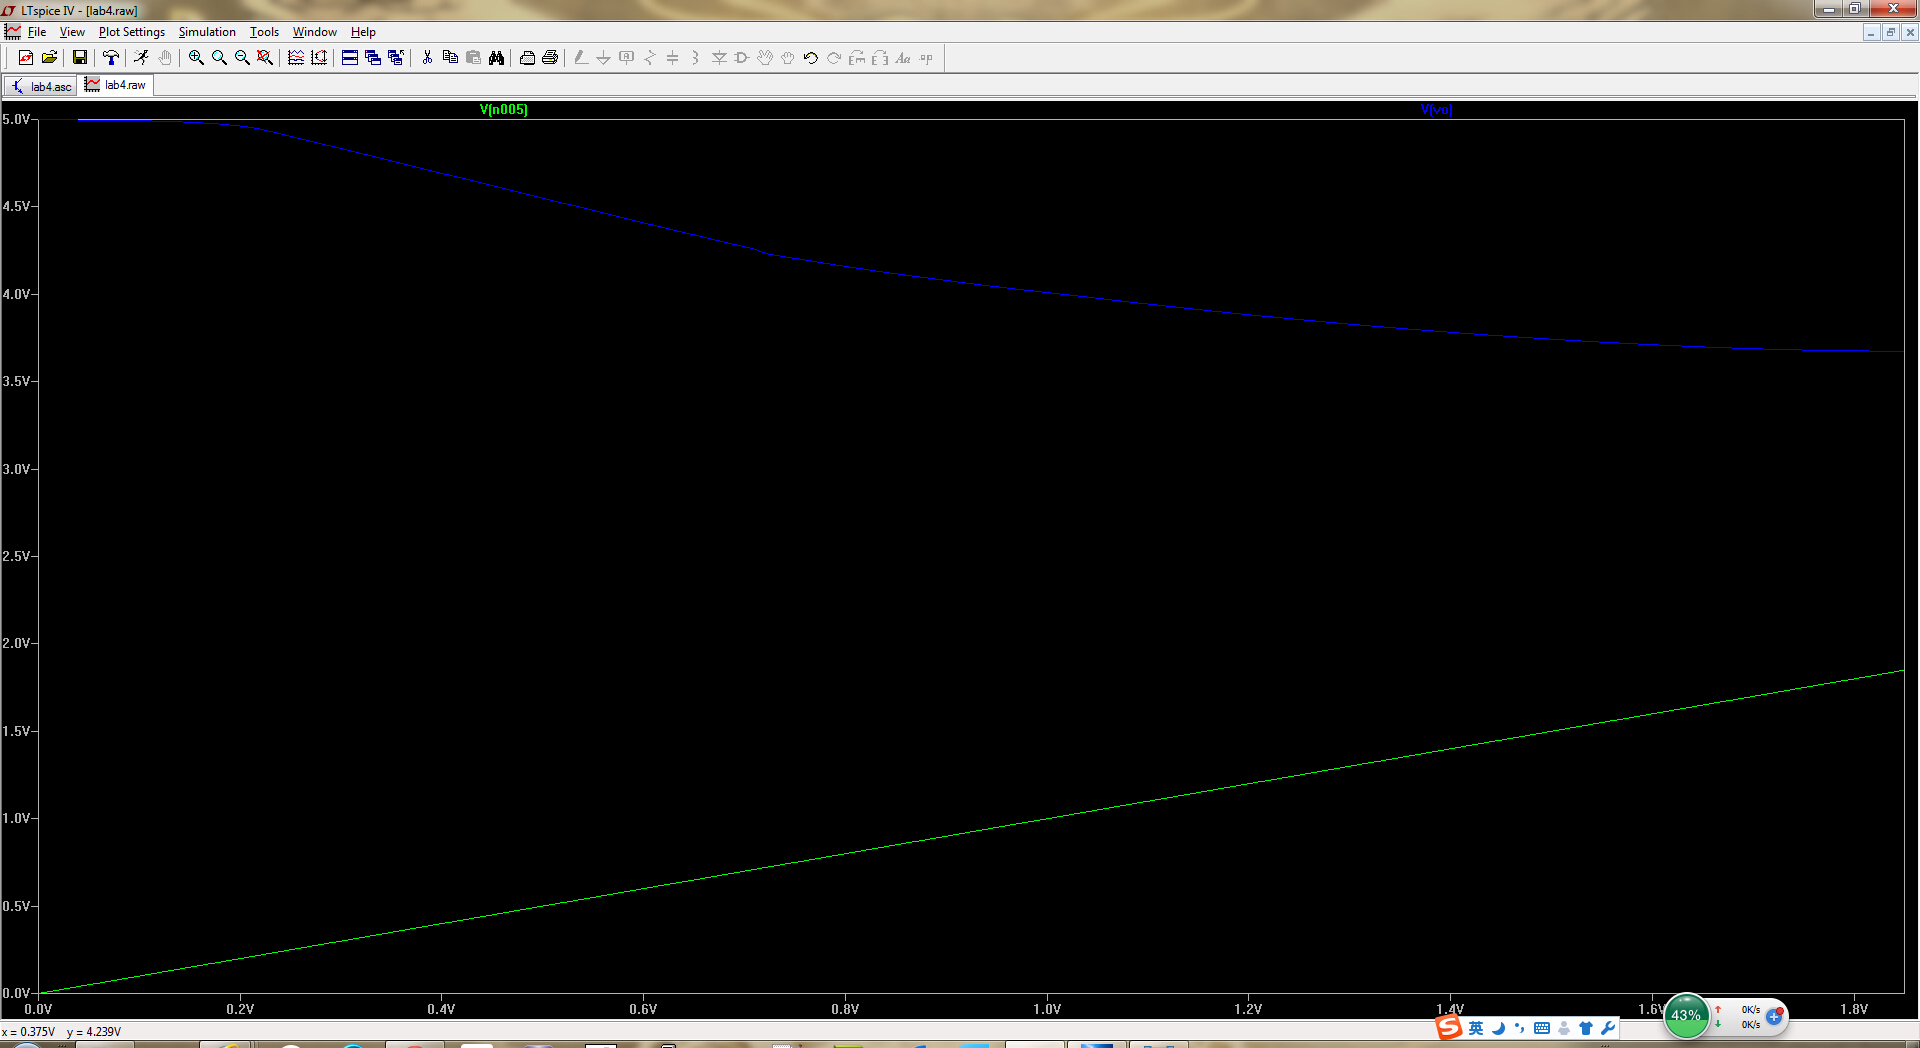 LTspice IV - [lab4.raw]
File View Plot Settings Simulation Tools Window Help
lab4.asc lab4.raw
V(n005) V(vo)
5.0V
4.5V
4.0V
3.5V
3.0V
2.5V
2.0V
1.5V
1.0V
0.5V
0.0V
0.0V 0.2V 0.4V 0.6V 0.8V 1.0V 1.2V 1.4V 1.6V 1.8V
43% 0K/s
0K/s
英
x = 0.375V y = 4.239V